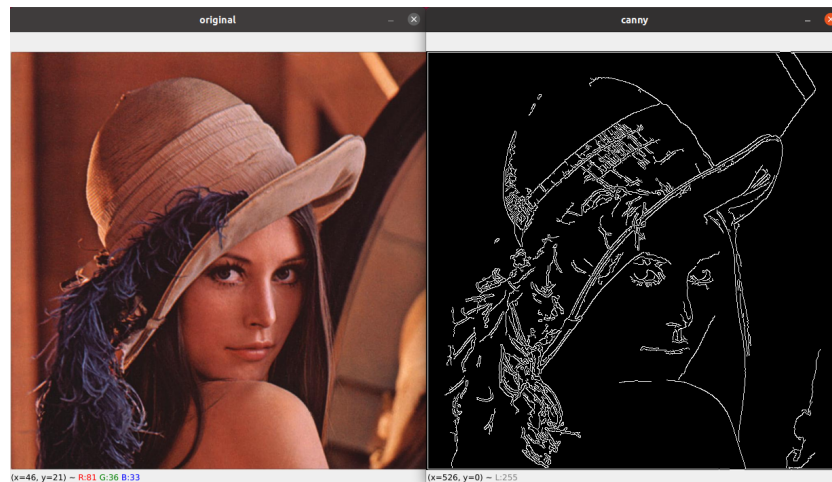 original
canny
(x=46, y=21) ~ R:81 G:36 B:33
(x=526, y=0) ~ L:255